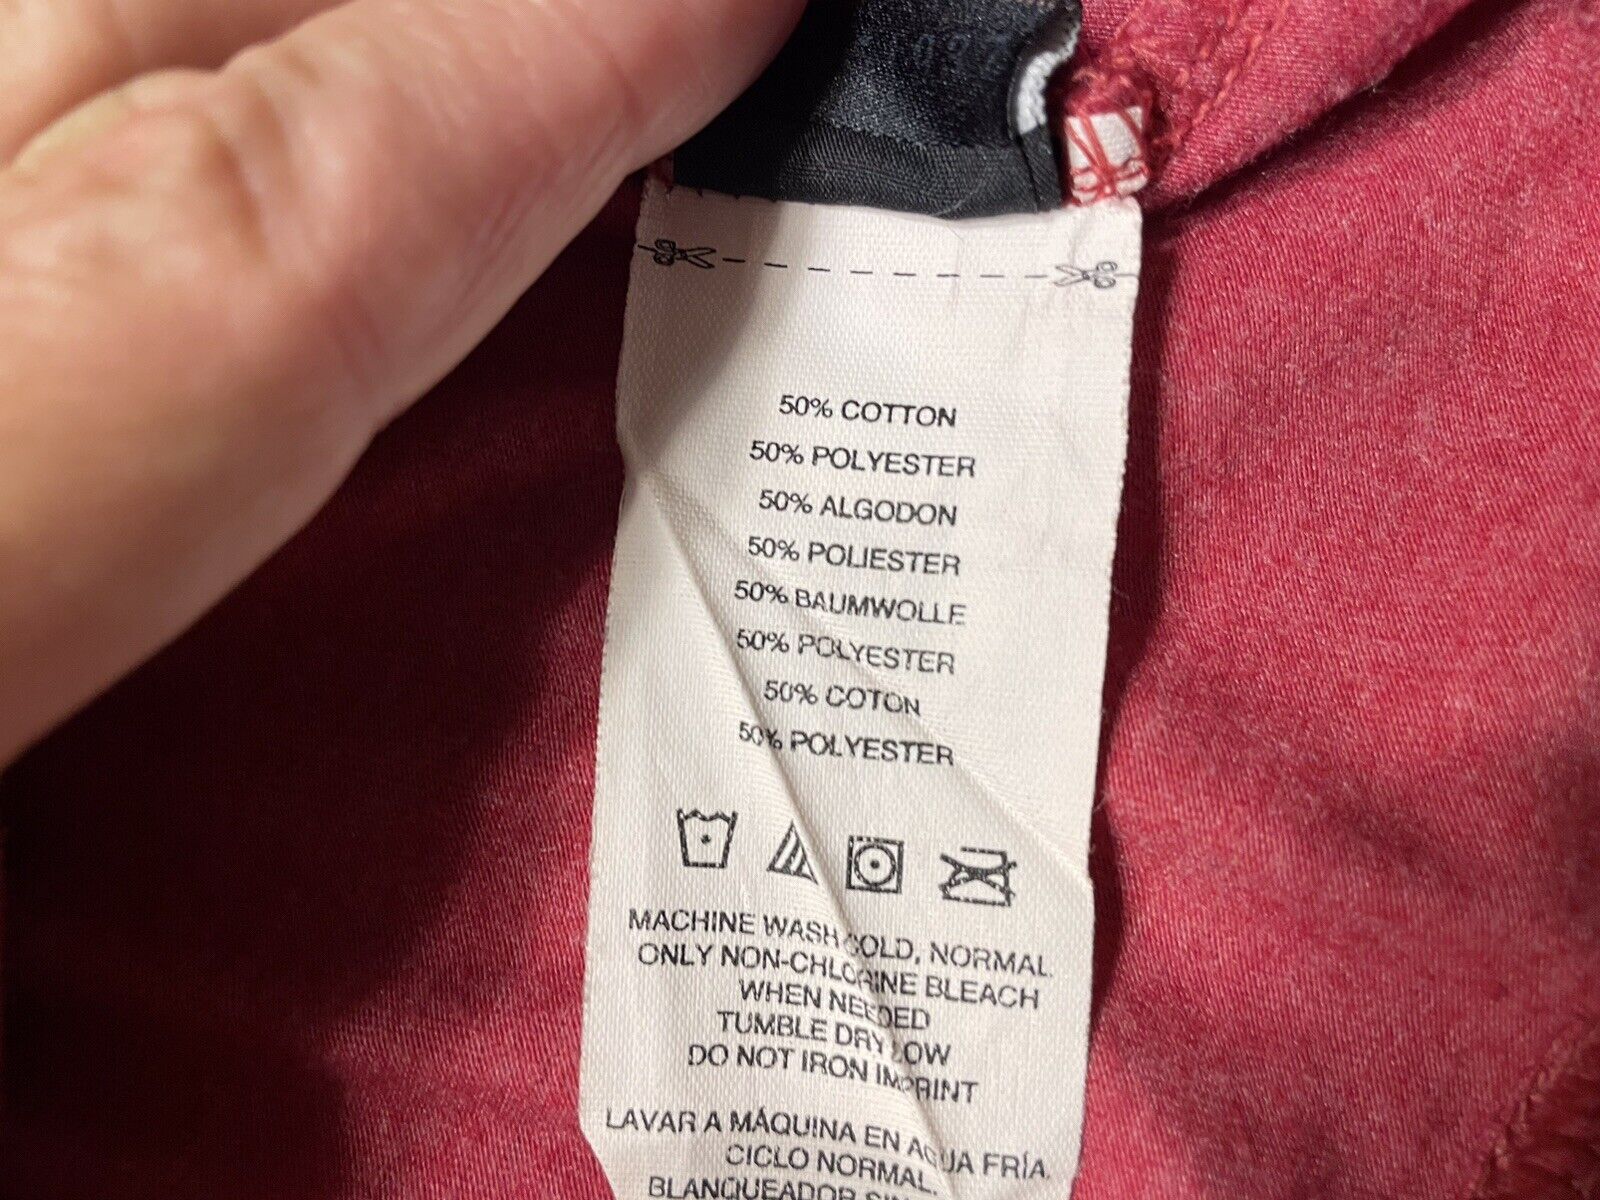 50% COTTON
50% POLYESTER
50% ALGODON
50% POLIESTER
50% BAUMWOLLE
50% POLYESTER
50% COTON
50% POLYESTER
MACHINE WASH COLD, NORMAL
ONLY NON-CHLORINE BLEACH
WHEN NEEDED
TUMBLE DRY LOW
DO NOT IRON IMPRINT
LAVAR A MÁQUINA EN AGUA FRÍA
CICLO NORMAL.
BLANQUEADOR SIN